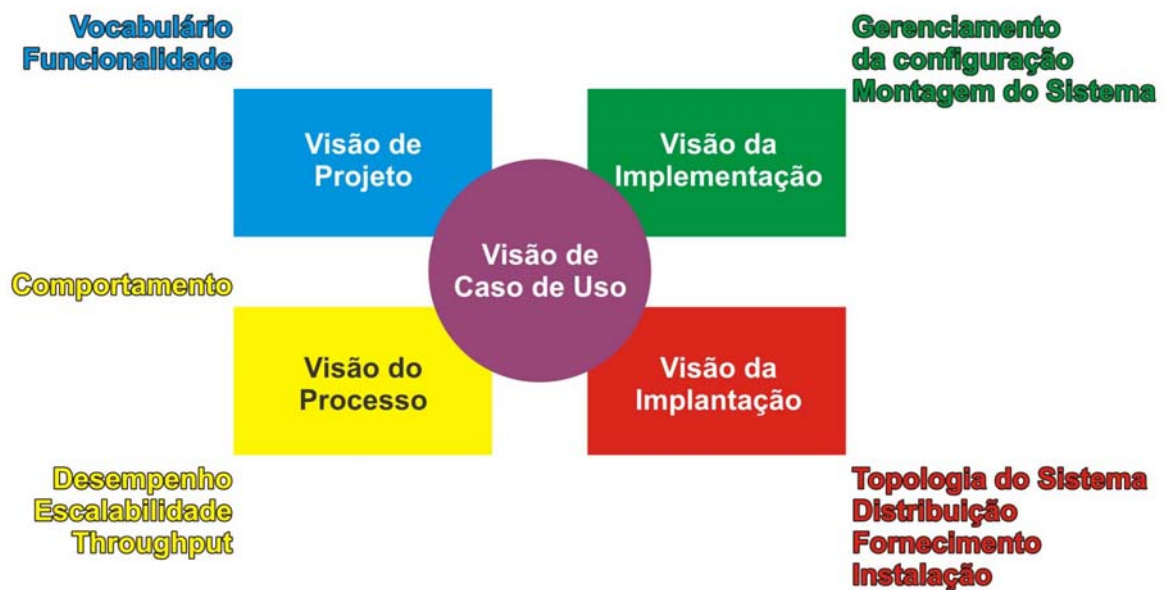 Vocabulário
Funcionalidade
Gerenciamento
da configuração
Montagem do Sistema
Visão de
Projeto
Visão da
Implementação
Visão de
Caso de Uso
Comportamento
Visão do
Processo
Visão da
Implantação
Desempenho
Escalabilidade
Throughput
Topologia do Sistema
Distribuição
Fornecimento
Instalação